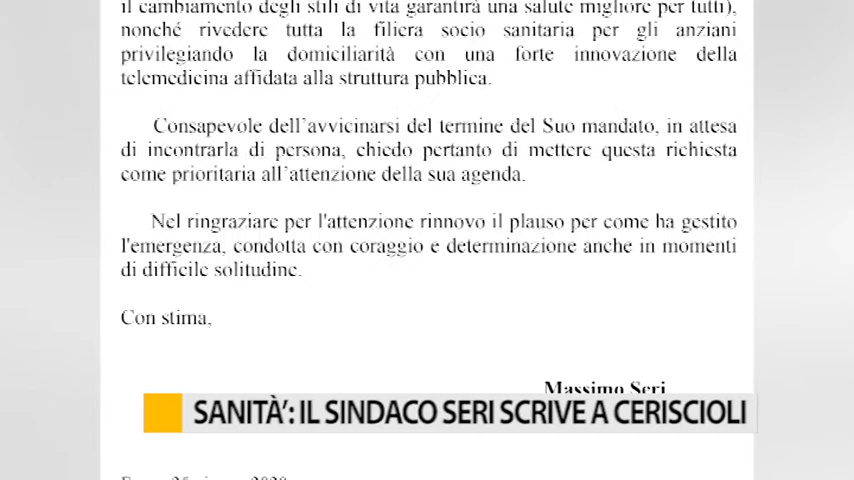 il cambiamento degli stili di vita garantirà una salute migliore per tutti),
nonché rivedere tutta la filiera socio sanitaria per gli anziani
privilegiando la domiciliarità con una forte innovazione della
telemedicina affidata alla struttura pubblica.
Consapevole dell'avvicinarsi del termine del Suo mandato, in attesa
di incontrarla di persona, chiedo pertanto di mettere questa richiesta
come prioritaria all'attenzione della sua agenda.
Nel ringraziare per l'attenzione rinnovo il plauso per come ha gestito
l'emergenza, condotta con coraggio e determinazione anche in momenti
di difficile solitudine.
Con stima,
Massimo Seri
SANITÀ': IL SINDACO SERI SCRIVE A CERISCIOLI